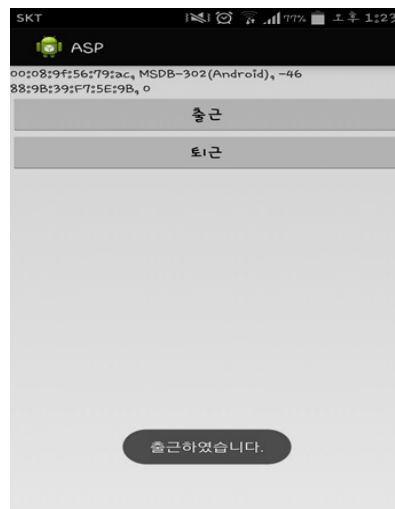 SKT 77% 오후 1:23
ASP
00:08:9f:56:79:ac, MSDB-302(Android), -46
88:9B:39:F7:5E:9B, 0
출근
퇴근
출근하였습니다.